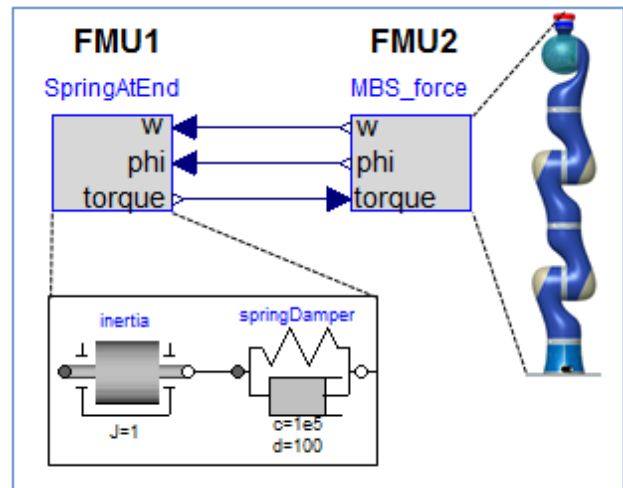 FMU1
FMU2
SpringAtEnd
MBS_force
w
phi
torque
w
phi
torque
inertia
springDamper
J=1
c=1e5
d=100